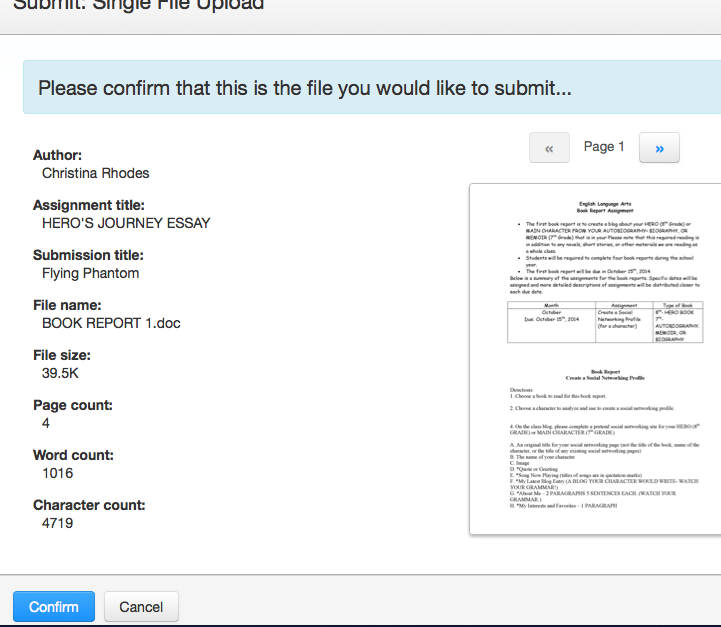 Submit: Single File Upload
Please confirm that this is the file you would like to submit...
Author:
Christina Rhodes
Assignment title:
HERO'S JOURNEY ESSAY
Submission title:
Flying Phantom
File name:
BOOK REPORT 1.doc
File size:
39.5K
Page count:
4
Word count:
1016
Character count:
4719
« Page 1 »
English Language Arts
Book Report Assignment
• The first book report is to create a blog about your HERO (8th Grade) or
MAIN CHARACTER FROM YOUR AUTOBIOGRAPHY- BIOGRAPHY, OR
MEMOIR (7th Grade) that is in your Please note that this required reading is
in addition to any novels, short stories, or other materials we are reading as
a whole class.
• Students will be required to complete four book reports during the school
year.
• The first book report will be due in October 15th, 2014
Below is a summary of the assignments for the book reports. Specific dates will be
assigned and more detailed descriptions of assignments will be distributed closer to
each due date.
Month Assignment Type of Book
October Create a Social 8th- HERO BOOK
Due: October 15th, 2014 Networking Profile 7th-
(for a character) AUTOBIOGRAPHY,
MEMOIR, OR
BIOGRAPHY
Book Report
Create a Social Networking Profile
Directions:
1. Choose a book to read for this book report.
2. Choose a character to analyze and use to create a social networking profile.
4. On the class blog, please complete a pretend social networking site for your HERO (8th
GRADE) or MAIN CHARACTER (7th GRADE)
A. An original title for your social networking page (not the title of the book, name of the
character, or the title of any existing social networking pages)
B. The name of your character
C. Image
D. *Quote or Greeting
E. *Song Now Playing (titles of songs are in quotation marks)
F. *My Latest Blog Entry (A BLOG YOUR CHARACTER WOULD WRITE- WATCH
YOUR GRAMMAR!)
G. *About Me – 2 PARAGRAPHS 5 SENTENCES EACH. (WATCH YOUR
GRAMMAR.)
H. *My Interests and Favorites – 1 PARAGRAPH
Confirm Cancel